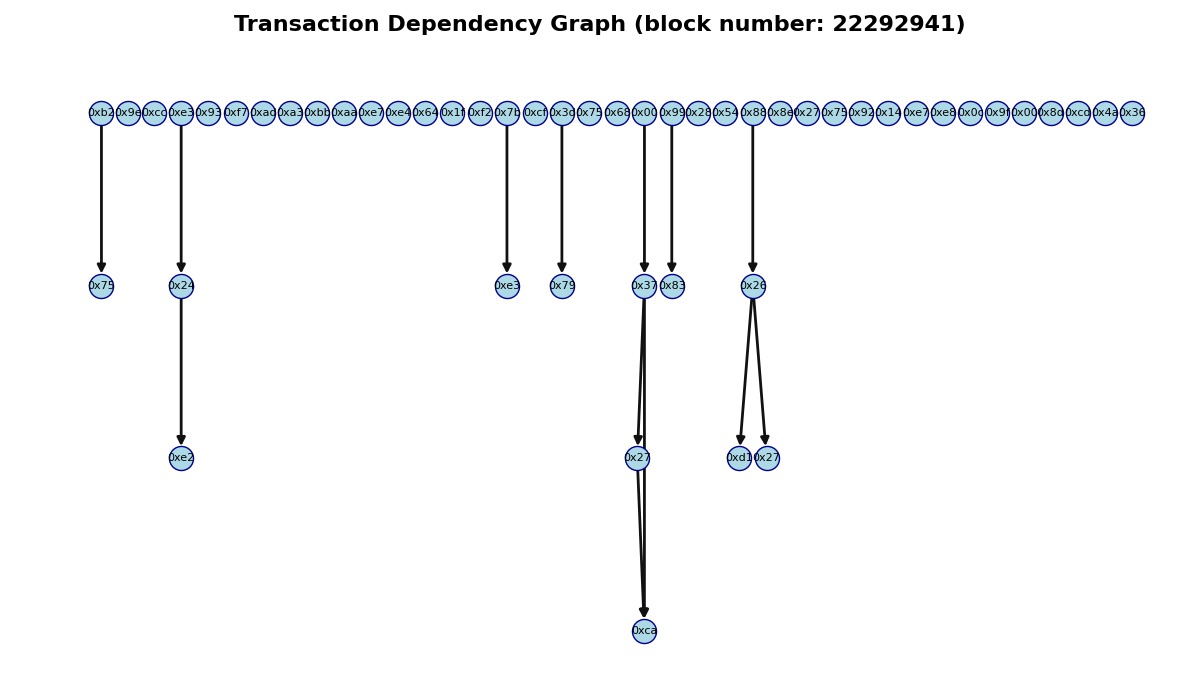 Transaction Dependency Graph (block number: 22292941)
0xb2 0x9e 0xcc 0xe3 0x93 0xf7 0xad 0xa3 0xbb 0xaa 0xe7 0xe4 0x64 0x1f 0xf2 0x7b 0xcf 0x3d 0x75 0x68 0x00 0x99 0x28 0x54 0x88 0x8e 0x27 0x75 0x92 0x14 0xe7 0xe8 0x9f 0x00 0x8d 0xcd 0x4a 0x36
0x75 0x24 0xe3 0x79 0x37 0x83 0x26
0xe2 0x27 0xd1 0x27
0xca